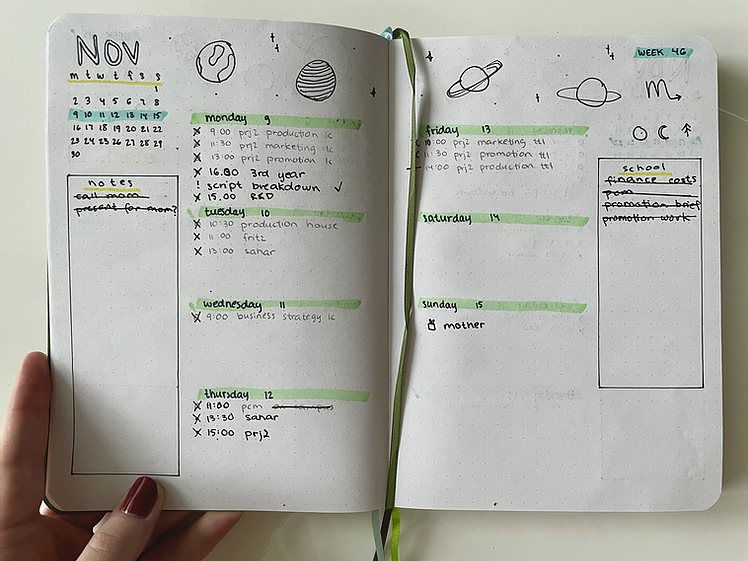 NOV
m t w t f s s
1
2 3 4 5 6 7 8
9 10 11 12 13 14 15
16 17 18 19 20 21 22
23 24 25 26 27 28 29
30
notes
call mom
present for mom?
monday 9
x 9:00 prj2 production lc
x 11:30 prj2 marketing lc
x 13:00 prj2 promotion lc
x 16.00 3rd year
! script breakdown ✓
x 15.00 R&D
tuesday 10
x 10:30 production house
x 11:00 fritz
x 13:00 sahar
wednesday 11
x 9:00 business strategy lc
thursday 12
x 11:00 pcm on campus
x 13:30 sahar
x 15:00 prj2
WEEK 46
friday 13
10:00 prj2 marketing ttl
11:30 prj2 promotion ttl
14:00 prj2 production ttl
saturday 14
sunday 15
mother
school
finance costs
pcm
promotion brief
promotion work